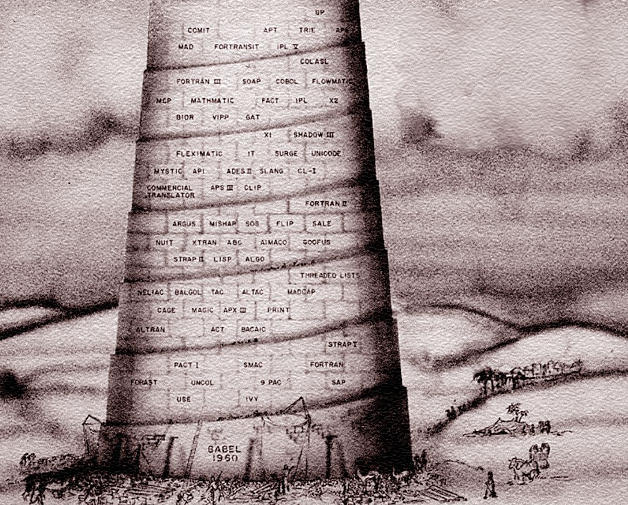 UP
COMIT APT TRIE
MAD FORTRANSIT IPL V
COLASL
FORTRAN III SOAP COBOL FLOWMATIC
MCP MATHMATIC FACT IPL X2
BIOR VIPP GAT
X1 SHADOW III
FLEXIMATIC IT SURGE UNICODE
MYSTIC API ADES II SLANG CL-I
COMMERCIAL TRANSLATOR APS III CLIP
FORTRAN II
ARGUS MISHAP SOS FLIP SALE
NUIT XTRAN ABC AIMACO GOOFUS
STRAP II LISP ALGO
THREADED LISTS
NELIAC BALGOL TAC ALTAC MADCAP
CAGE MAGIC APX III PRINT
ALTRAN ACT BACAIC
STRAP I
PACT I SMAC FORTRAN
FORAST UNCOL 9 PAC SAP
USE IVY
BABEL
1960